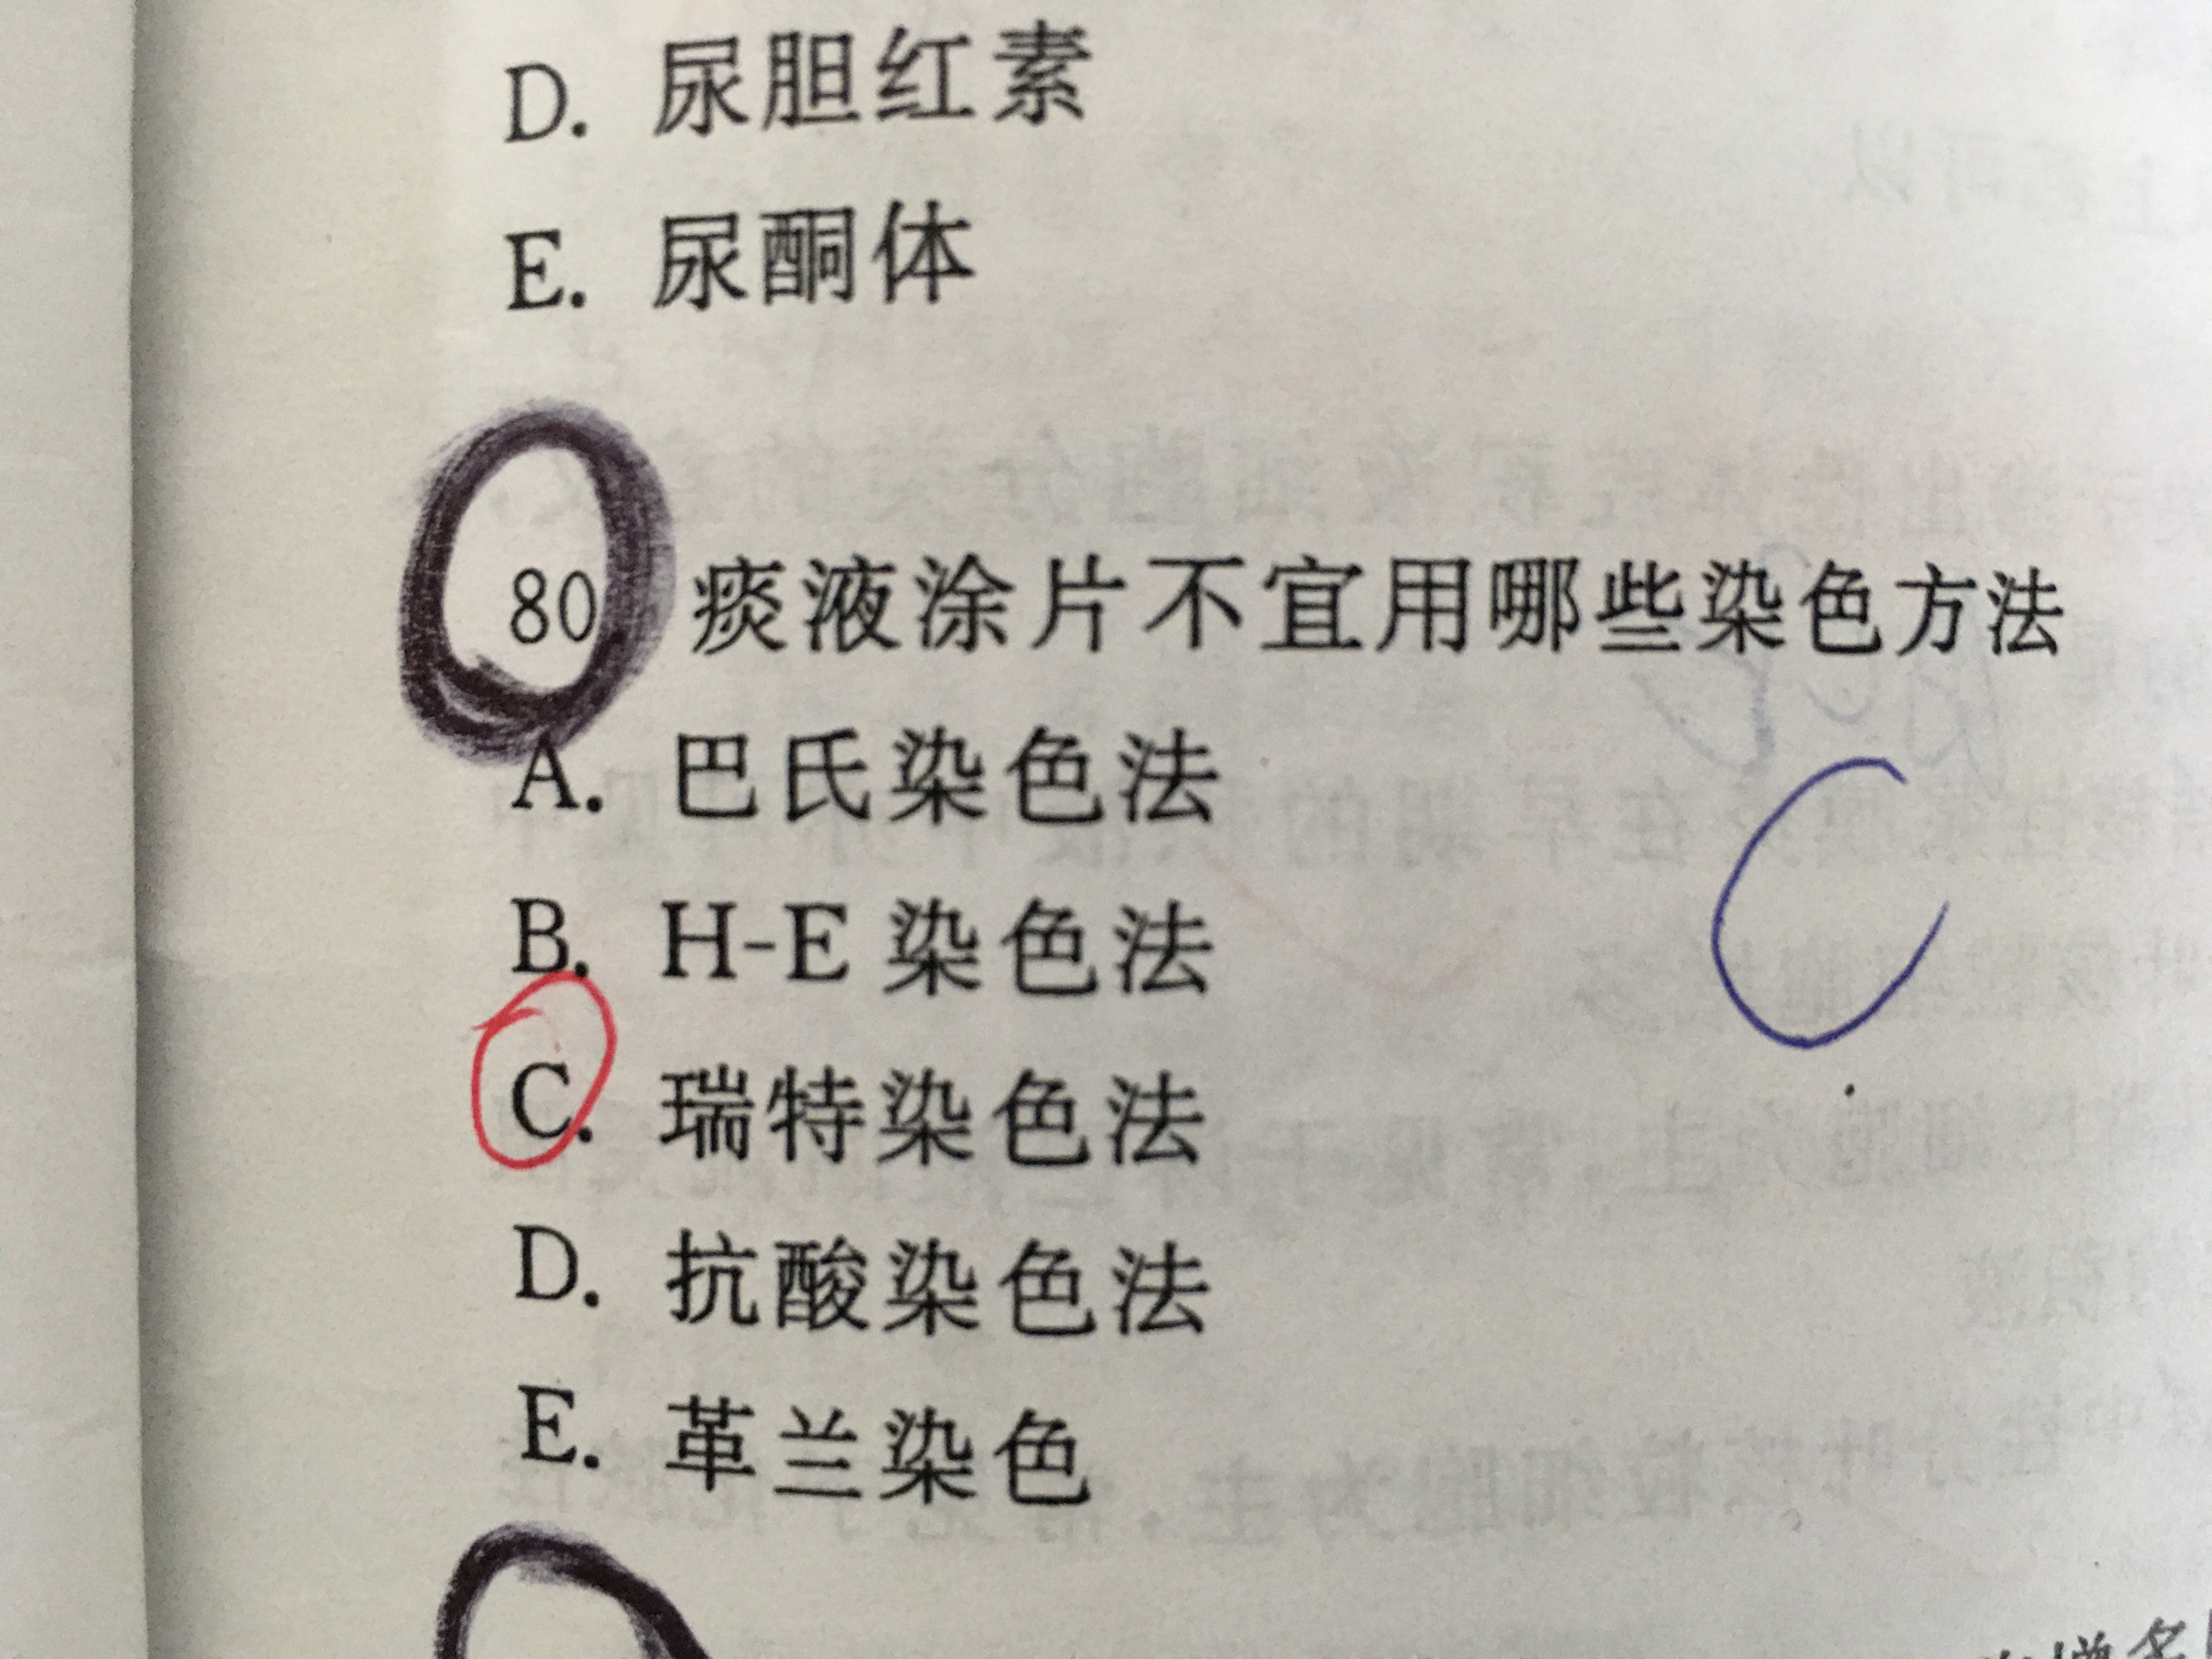 D. 尿胆红素
E. 尿酮体
80 痰液涂片不宜用哪些染色方法
A. 巴氏染色法
B. H-E 染色法
C. 瑞特染色法
D. 抗酸染色法
E. 革兰染色
C